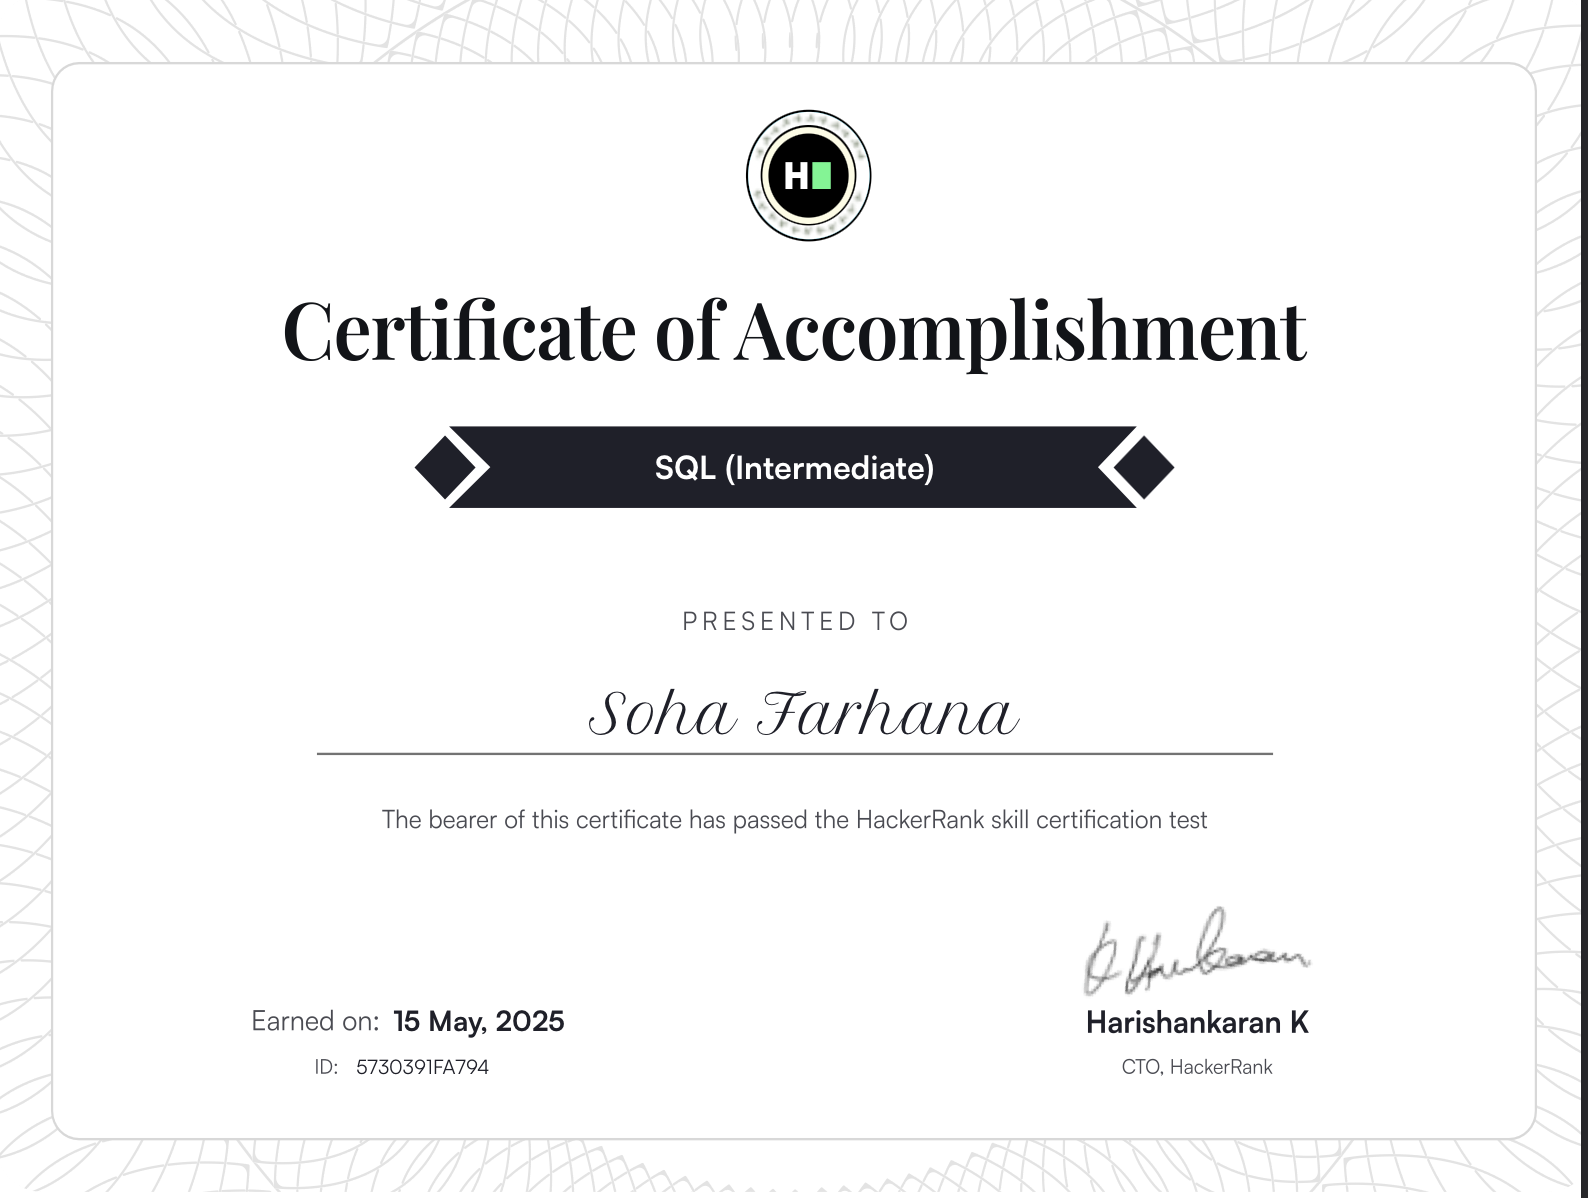 H
Certificate of Accomplishment
SQL (Intermediate)
PRESENTED TO
Soha Farhana
The bearer of this certificate has passed the HackerRank skill certification test
Earned on: 15 May, 2025
ID: 5730391FA794
Harishankaran K
CTO, HackerRank